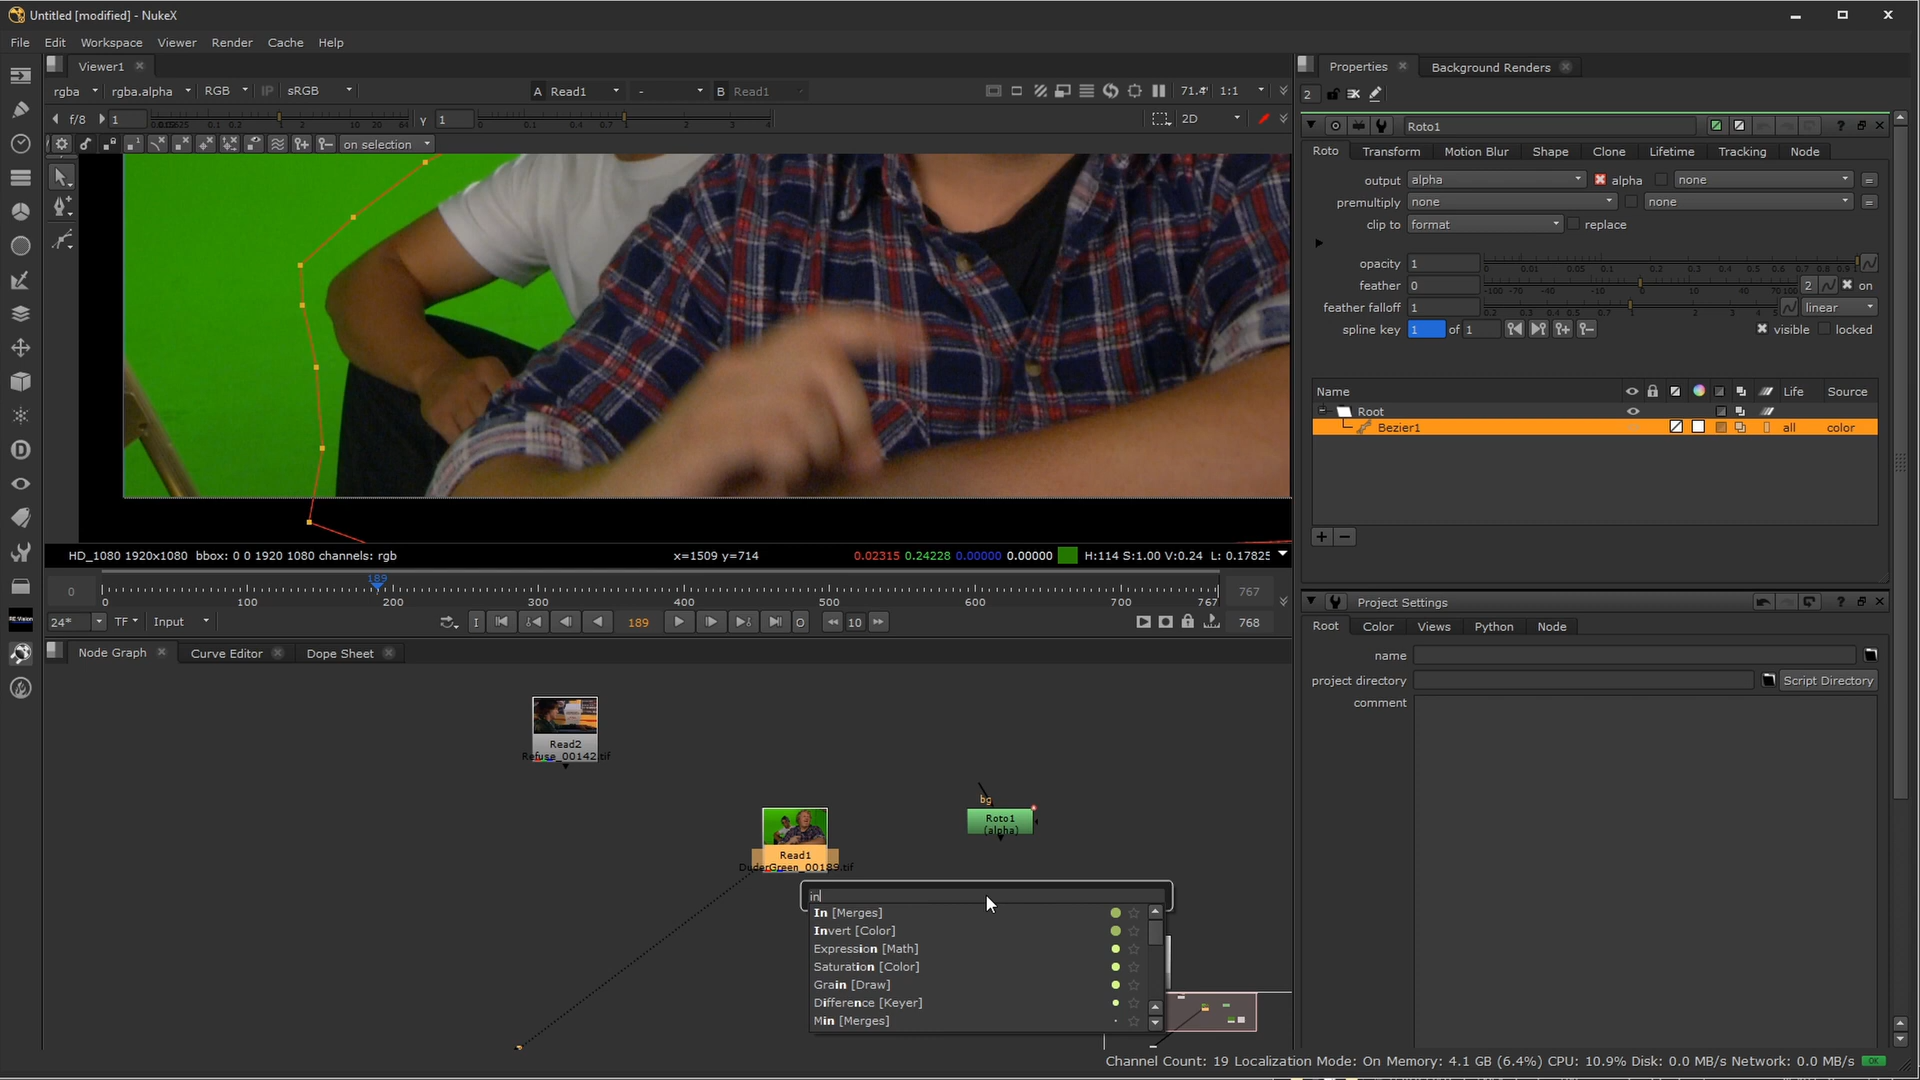 Untitled [modified] - NukeX
File Edit Workspace Viewer Render Cache Help
Viewer1
rgba rgba.alpha RGB IP sRGB A Read1 - B Read1 71.4 1:1
f/8 1 y 1 2D
on selection
HD_1080 1920x1080 bbox: 0 0 1920 1080 channels: rgb x=1509 y=714 0.02315 0.24228 0.00000 0.00000 H:114 S:1.00 V:0.24 L: 0.17825
189
0 0 100 200 300 400 500 600 700 767 767
24* TF Input I 189 O 10 768
Node Graph Curve Editor Dope Sheet
Read2
Refuse_00142.tif
bg
Roto1
(alpha)
Read1
DuderGreen_00189.tif
in
In [Merges]
Invert [Color]
Expression [Math]
Saturation [Color]
Grain [Draw]
Difference [Keyer]
Min [Merges]
Properties Background Renders
2
Roto1
Roto Transform Motion Blur Shape Clone Lifetime Tracking Node
output alpha alpha none =
premultiply none none =
clip to format replace
opacity 1
feather 0 2 on
feather falloff 1 linear
spline key 1 of 1 visible locked
Name Life Source
Root
Bezier1 all color
Project Settings
Root Color Views Python Node
name
project directory Script Directory
comment
Channel Count: 19 Localization Mode: On Memory: 4.1 GB (6.4%) CPU: 10.9% Disk: 0.0 MB/s Network: 0.0 MB/s OK